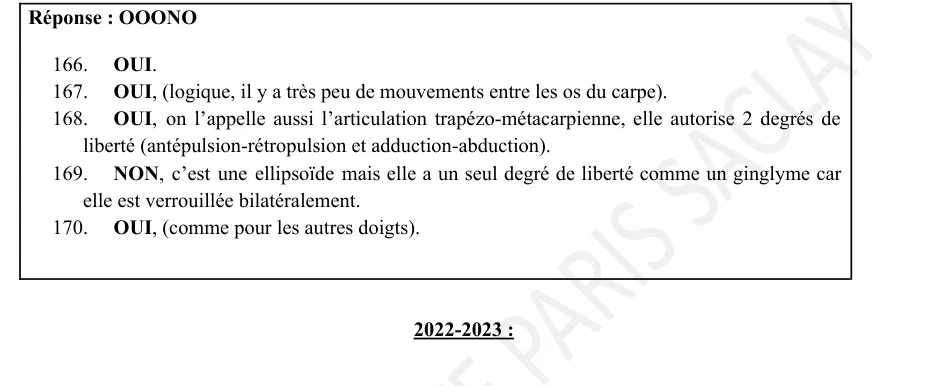 Réponse : OOONO
166. OUI.
167. OUI, (logique, il y a très peu de mouvements entre les os du carpe).
168. OUI, on l’appelle aussi l’articulation trapézo-métacarpienne, elle autorise 2 degrés de
liberté (antépulsion-rétropulsion et adduction-abduction).
169. NON, c’est une ellipsoïde mais elle a un seul degré de liberté comme un ginglyme car
elle est verrouillée bilatéralement.
170. OUI, (comme pour les autres doigts).
2022-2023 :
PARIS SACLAY